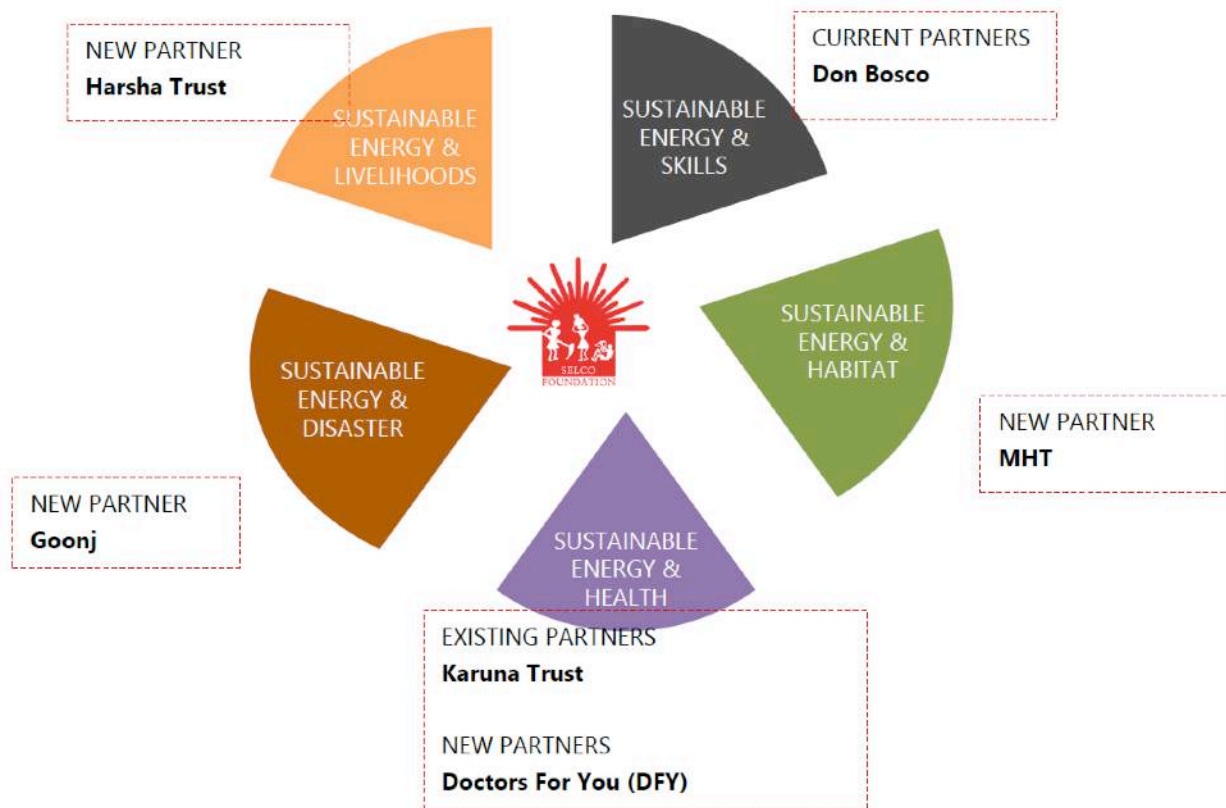 NEW PARTNER
Harsha Trust
CURRENT PARTNERS
Don Bosco
SUSTAINABLE
ENERGY &
LIVELIHOODS
SUSTAINABLE
ENERGY &
SKILLS
SUSTAINABLE
ENERGY &
HABITAT
SELCO
FOUNDATION
SUSTAINABLE
ENERGY &
DISASTER
NEW PARTNER
MHT
NEW PARTNER
Goonj
SUSTAINABLE
ENERGY &
HEALTH
EXISTING PARTNERS
Karuna Trust
NEW PARTNERS
Doctors For You (DFY)